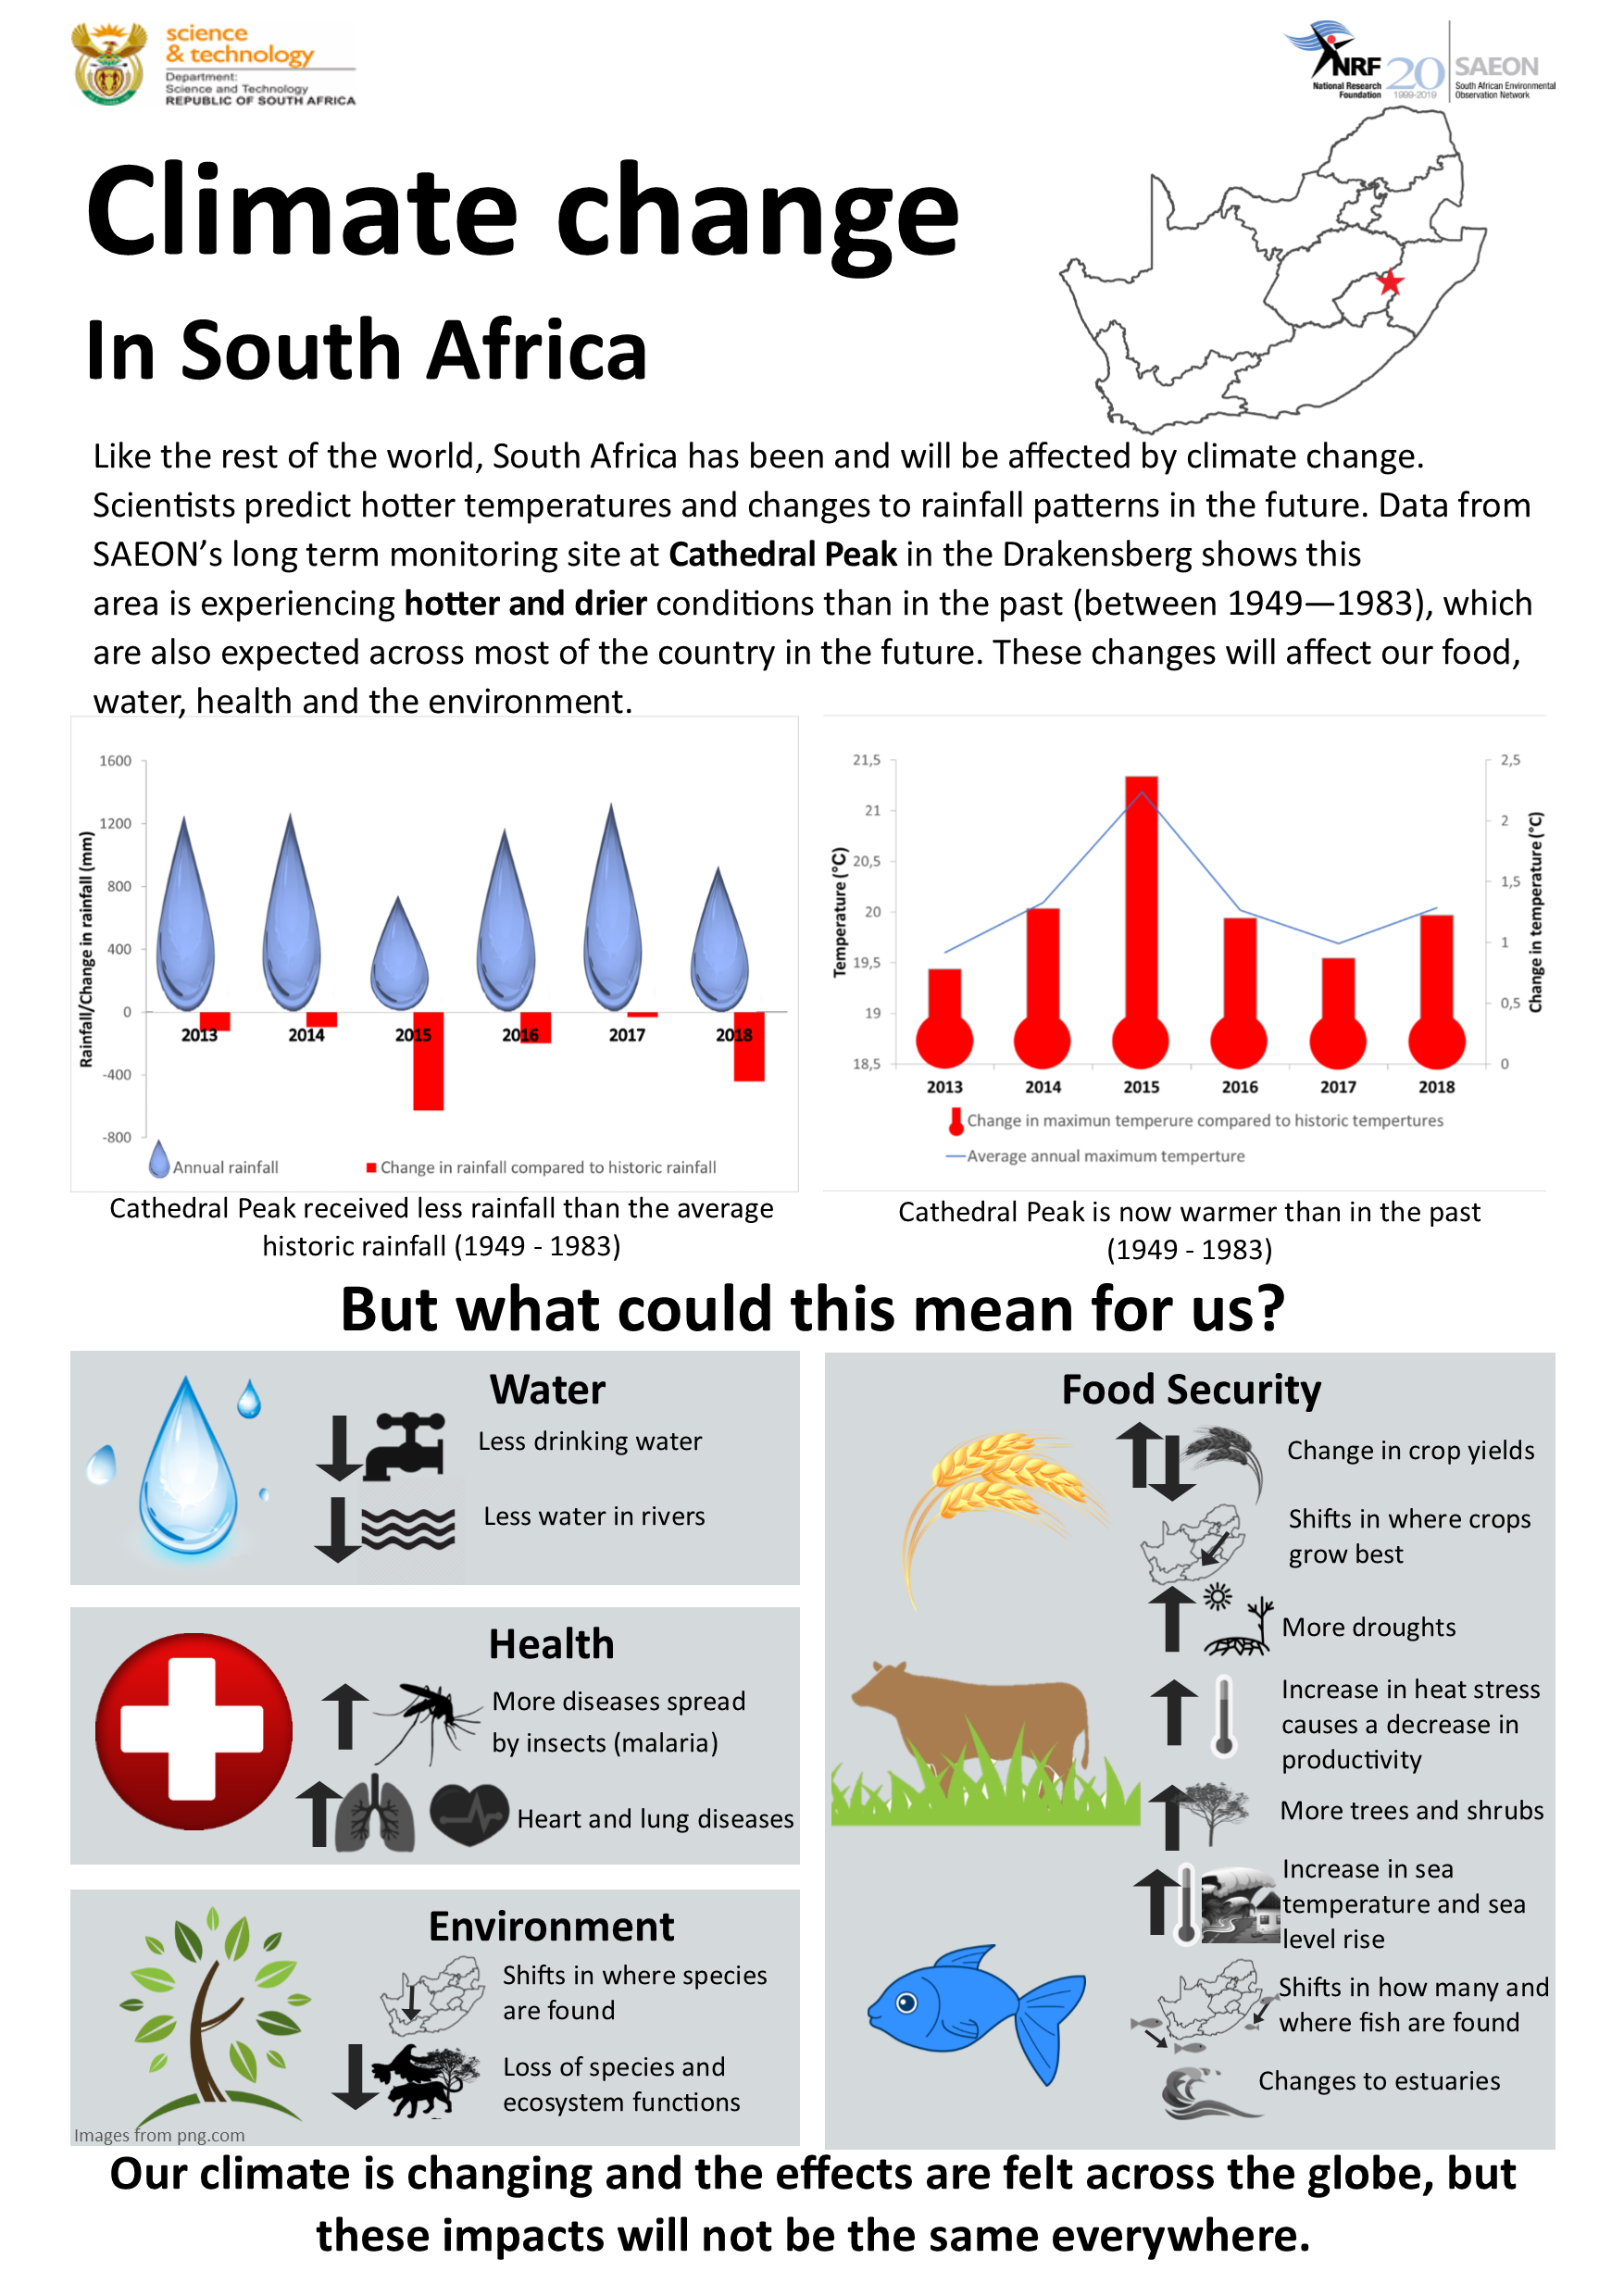 science
& technology
Department:
Science and Technology
REPUBLIC OF SOUTH AFRICA
NRF
National Research
Foundation
20
1999-2019
SAEON
South African Environmental
Observation Network
Climate change
In South Africa
Like the rest of the world, South Africa has been and will be affected by climate change.
Scientists predict hotter temperatures and changes to rainfall patterns in the future. Data from
SAEON’s long term monitoring site at Cathedral Peak in the Drakensberg shows this
area is experiencing hotter and drier conditions than in the past (between 1949—1983), which
are also expected across most of the country in the future. These changes will affect our food,
water, health and the environment.
Rainfall/Change in rainfall (mm)
1600
1200
800
400
0
-400
-800
2013 2014 2015 2016 2017 2018
Annual rainfall
Change in rainfall compared to historic rainfall
Cathedral Peak received less rainfall than the average
historic rainfall (1949 - 1983)
Temperature (°C)
21,5
21
20,5
20
19,5
19
18,5
2,5
2
1,5
1
0,5
0
Change in temperature (°C)
2013 2014 2015 2016 2017 2018
Change in maximun temperure compared to historic tempertures
Average annual maximum temperture
Cathedral Peak is now warmer than in the past
(1949 - 1983)
But what could this mean for us?
Water
Less drinking water
Less water in rivers
Health
More diseases spread
by insects (malaria)
Heart and lung diseases
Environment
Shifts in where species
are found
Loss of species and
ecosystem functions
Images from png.com
Food Security
Change in crop yields
Shifts in where crops
grow best
More droughts
Increase in heat stress
causes a decrease in
productivity
More trees and shrubs
Increase in sea
temperature and sea
level rise
Shifts in how many and
where fish are found
Changes to estuaries
Our climate is changing and the effects are felt across the globe, but
these impacts will not be the same everywhere.